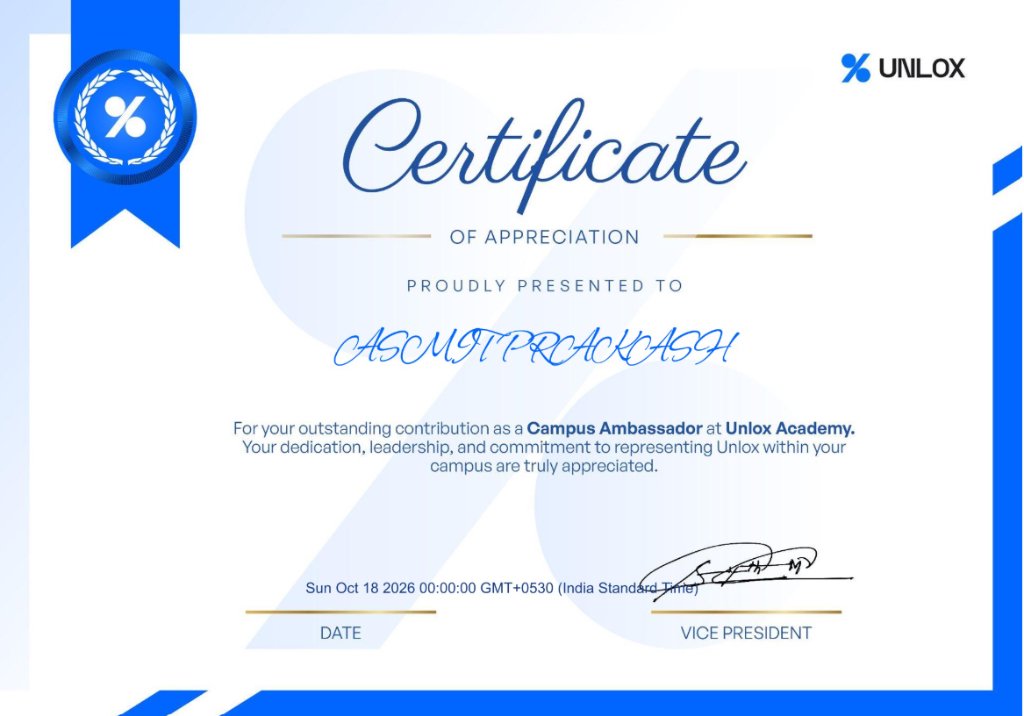 UNLOX
Certificate
OF APPRECIATION
PROUDLY PRESENTED TO
ASMIT PRAKASH
For your outstanding contribution as a Campus Ambassador at Unlox Academy.
Your dedication, leadership, and commitment to representing Unlox within your
campus are truly appreciated.
Sun Oct 18 2026 00:00:00 GMT+0530 (India Standard Time)
DATE
VICE PRESIDENT